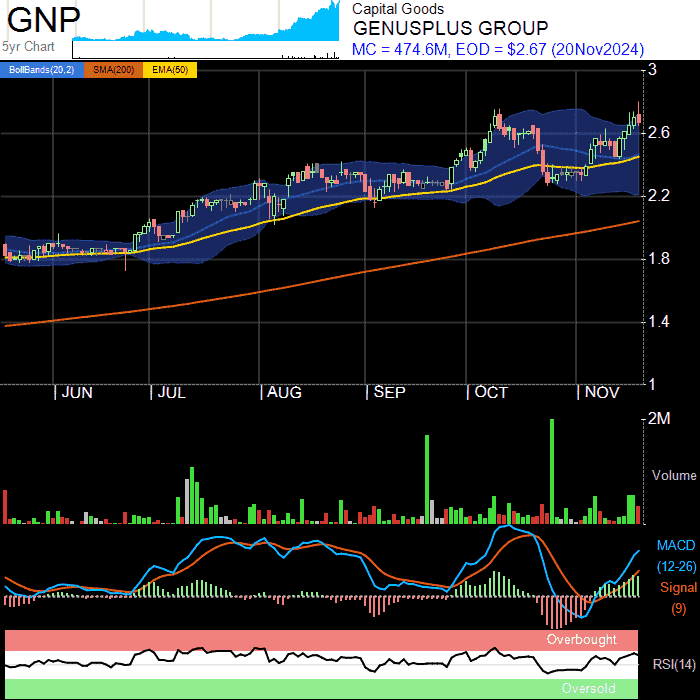 GNP
5yr Chart
Capital Goods
GENUSPLUS GROUP
MC = 474.6M, EOD = $2.67 (20Nov2024)
BollBands(20,2) SMA(200) EMA(50)
3
2.6
2.2
1.8
1.4
1
JUN JUL AUG SEP OCT NOV
2M
Volume
MACD
(12-26)
Signal
(9)
Overbought
RSI(14)
Oversold